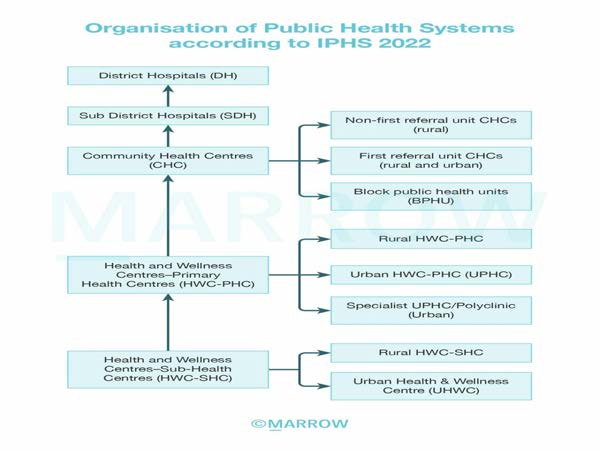 Organisation of Public Health Systems
according to IPHS 2022
District Hospitals (DH)
Sub District Hospitals (SDH)
Community Health Centres
(CHC)
Non-first referral unit CHCs
(rural)
First referral unit CHCs
(rural and urban)
Block public health units
(BPHU)
MARROW
Health and Wellness
Centres–Primary
Health Centres (HWC-PHC)
Rural HWC-PHC
Urban HWC-PHC (UPHC)
Specialist UPHC/Polyclinic
(Urban)
Health and Wellness
Centres–Sub-Health
Centres (HWC-SHC)
Rural HWC-SHC
Urban Health & Wellness
Centre (UHWC)
©MARROW